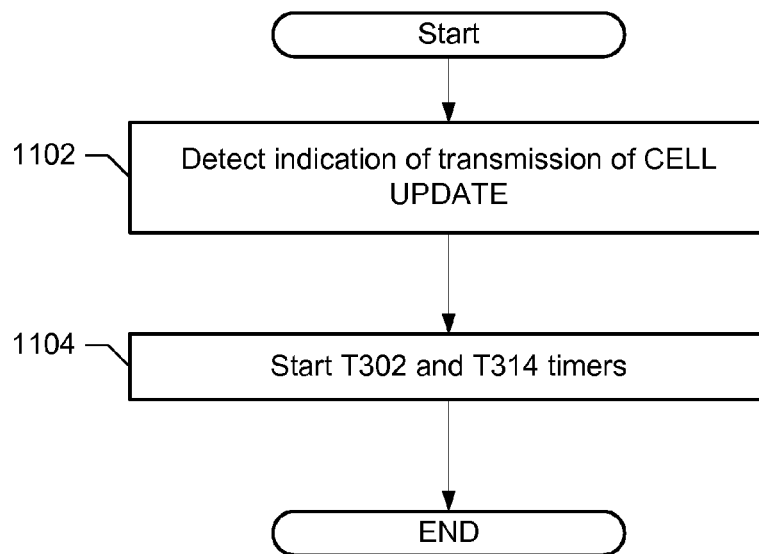 Start
1102
Detect indication of transmission of CELL
UPDATE
1104
Start T302 and T314 timers
END